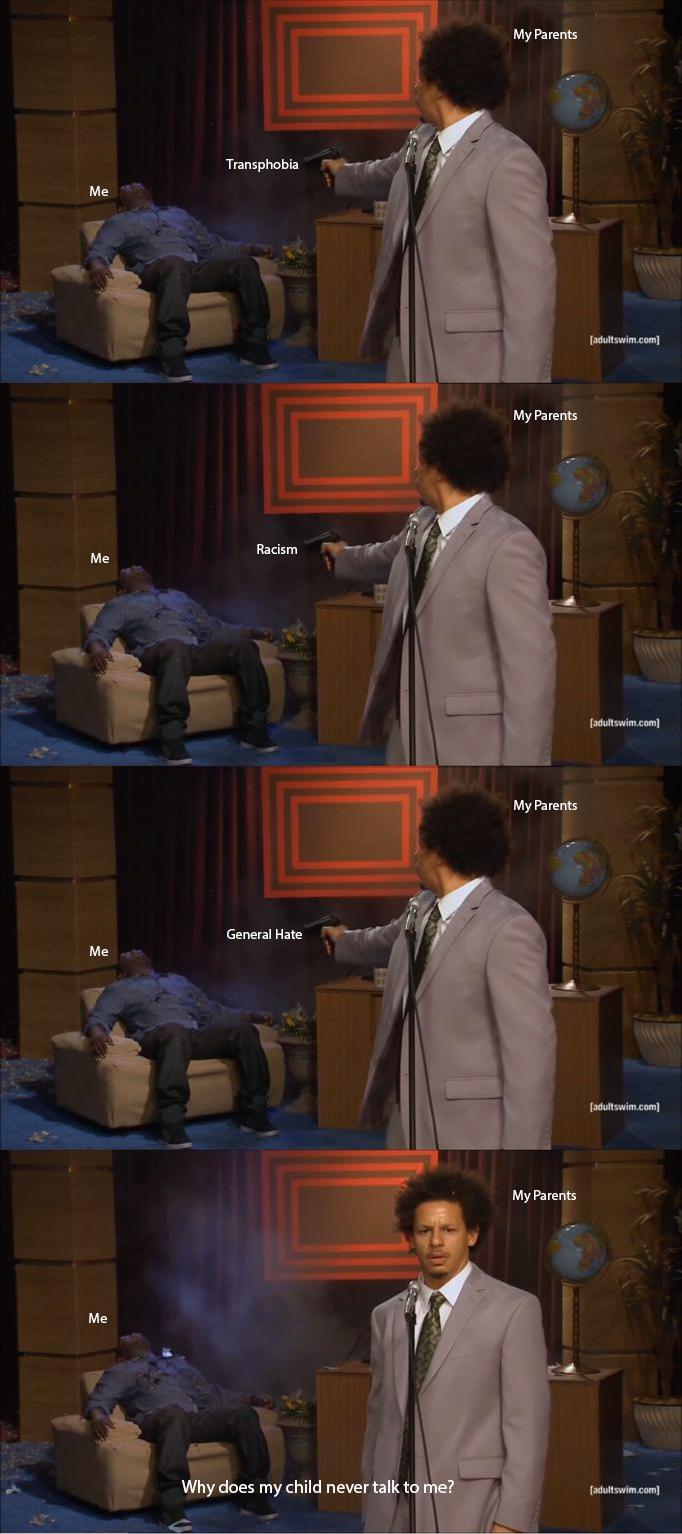 My Parents
Transphobia
Me
[adultswim.com]
My Parents
Racism
Me
[adultswim.com]
My Parents
General Hate
Me
[adultswim.com]
My Parents
Me
Why does my child never talk to me?
[adultswim.com]